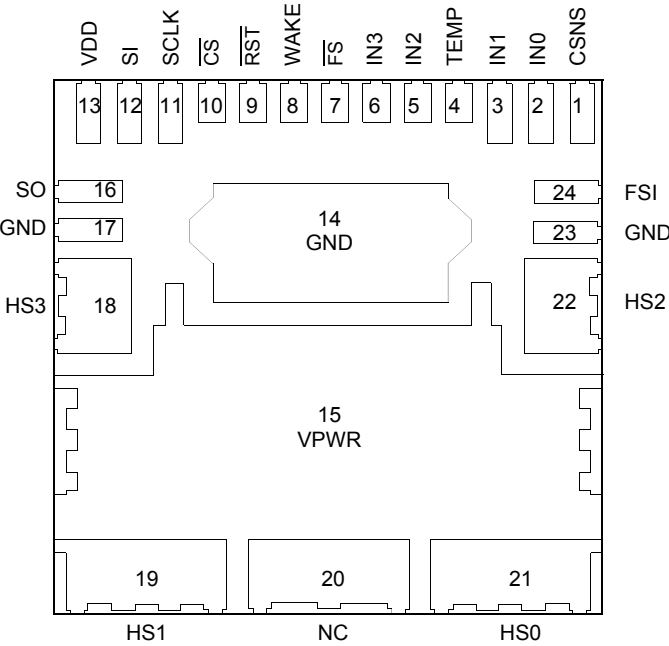 VDD SI SCLK CS RST WAKE FS IN3 IN2 TEMP IN1 IN0 CSNS
13 12 11 10 9 8 7 6 5 4 3 2 1
SO 16 24 FSI
14
GND 17 GND 23 GND
HS3 18 22 HS2
15
VPWR
19 20 21
HS1 NC HS0